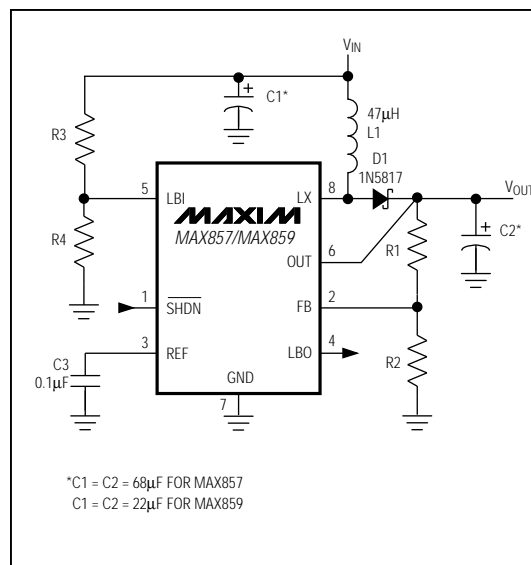 VIN
C1*
47µH
L1
R3
D1
1N5817
5
LBI
LX
8
VOUT
MAXIM
MAX857/MAX859
R4
OUT
6
R1
C2*
1
SHDN
FB
2
3
REF
LBO
4
C3
0.1µF
GND
R2
7
*C1 = C2 = 68µF FOR MAX857
C1 = C2 = 22µF FOR MAX859